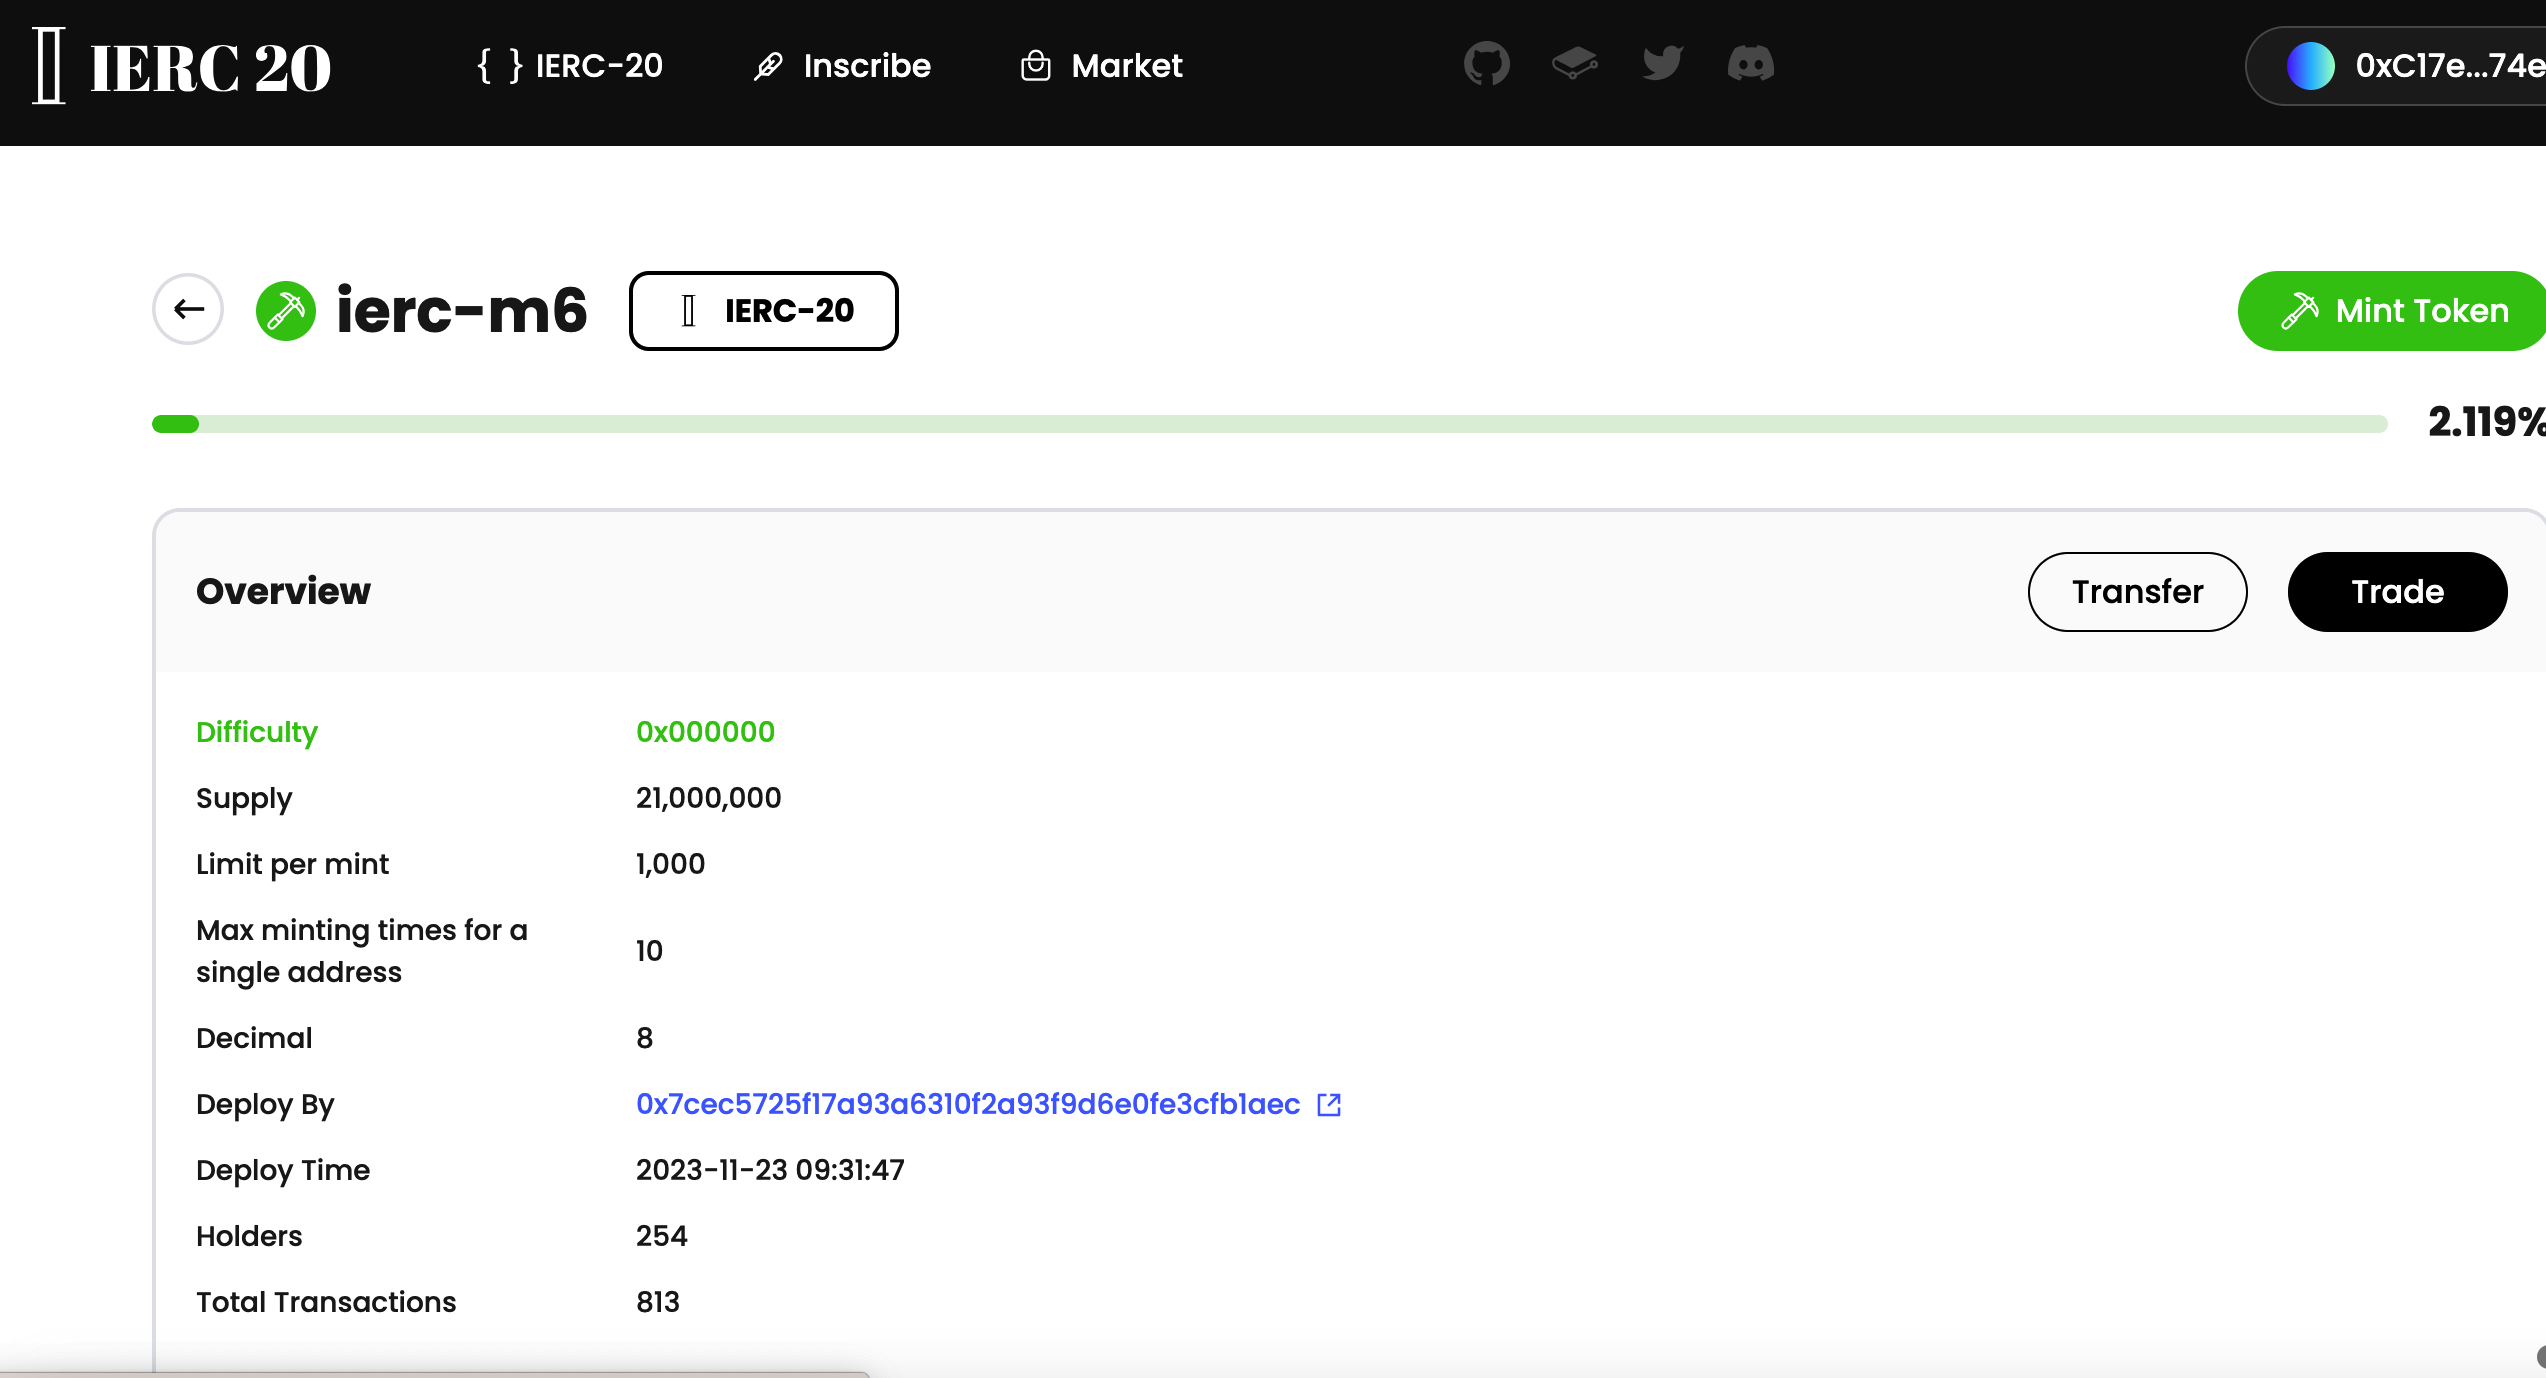 IERC 20
{ } IERC-20
Inscribe
Market
0xC17e...74e
ierc-m6
IERC-20
Mint Token
2.119%
Overview
Transfer
Trade
Difficulty
0x000000
Supply
21,000,000
Limit per mint
1,000
Max minting times for a
single address
10
Decimal
8
Deploy By
0x7cec5725f17a93a6310f2a93f9d6e0fe3cfb1aec
Deploy Time
2023-11-23 09:31:47
Holders
254
Total Transactions
813